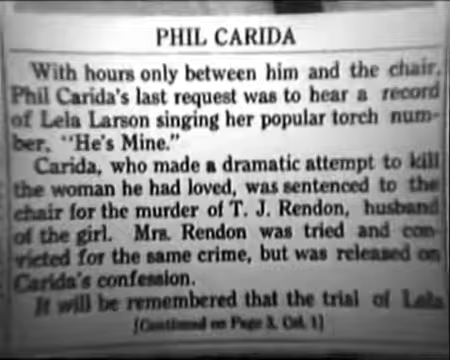 PHIL CARIDA
With hours only between him and the chair,
Phil Carida's last request was to hear a record
of Lela Larson singing her popular torch num-
ber, "He's Mine."
Carida, who made a dramatic attempt to kill
the woman he had loved, was sentenced to the
chair for the murder of T. J. Rendon, husband
of the girl. Mrs. Rendon was tried and con-
victed for the same crime, but was released on
Carida's confession.
It will be remembered that the trial of Lela
[Continued on Page 3, Col. 1]